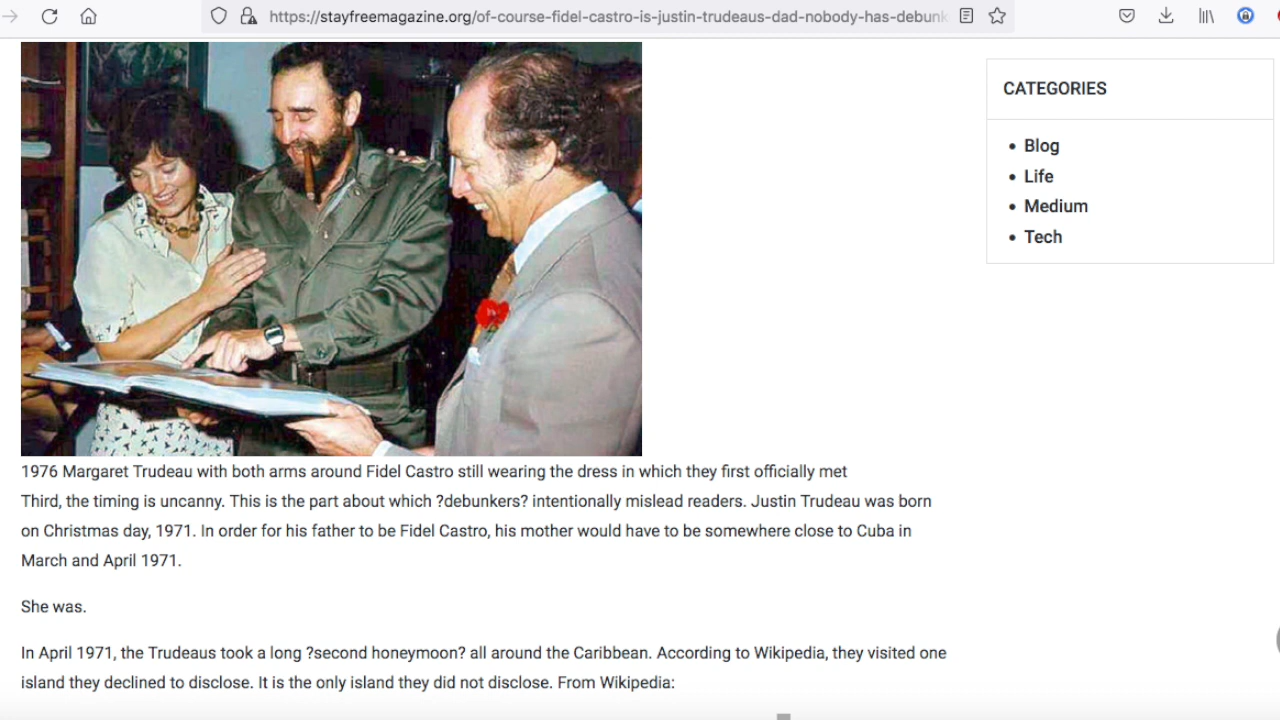 https://stayfreemagazine.org/of-course-fidel-castro-is-justin-trudeaus-dad-nobody-has-debunk
CATEGORIES
Blog
Life
Medium
Tech
1976 Margaret Trudeau with both arms around Fidel Castro still wearing the dress in which they first officially met
Third, the timing is uncanny. This is the part about which ?debunkers? intentionally mislead readers. Justin Trudeau was born
on Christmas day, 1971. In order for his father to be Fidel Castro, his mother would have to be somewhere close to Cuba in
March and April 1971.
She was.
In April 1971, the Trudeaus took a long ?second honeymoon? all around the Caribbean. According to Wikipedia, they visited one
island they declined to disclose. It is the only island they did not disclose. From Wikipedia: